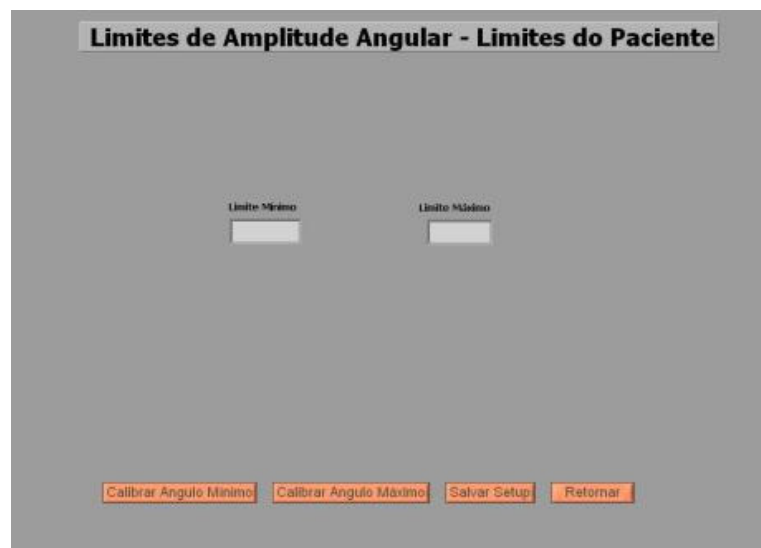 Limites de Amplitude Angular - Limites do Paciente
Limite Mínimo
Limite Máximo
Calibrar Angulo Mínimo
Calibrar Angulo Máximo
Salvar Setup
Retornar